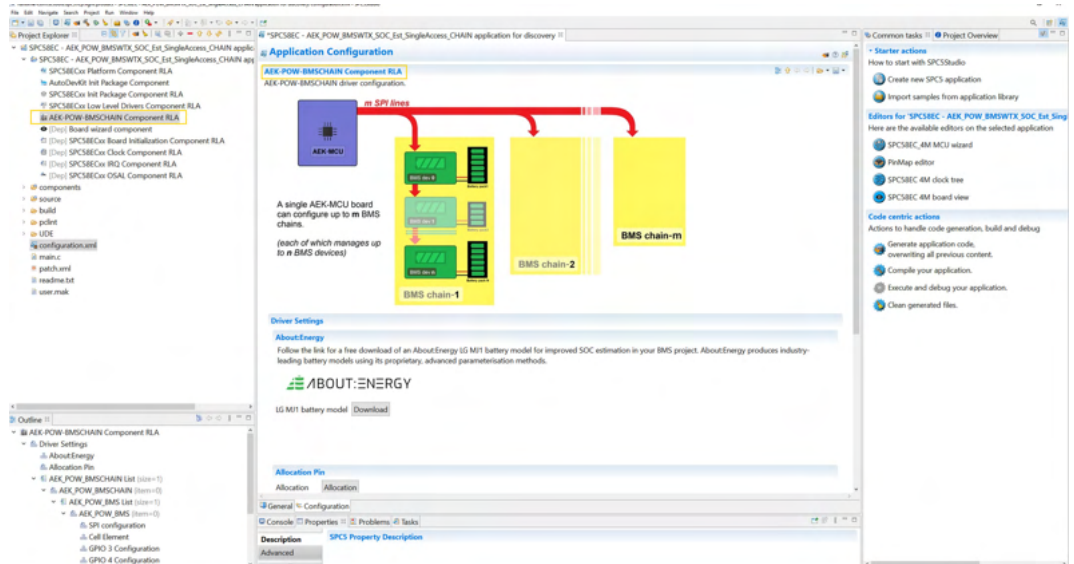 File Edit Navigate Search Project Run Window Help
Project Explorer
SPC58EC - AEK_POW_BMSWTX_SOC_Est_SingleAccess_CHAIN applic
SPC58EC - AEK_POW_BMSWTX_SOC_Est_SingleAccess_CHAIN app
SPC58ECxx Platform Component RLA
AutoDevKit Init Package Component
SPC58ECxx Init Package Component RLA
SPC58ECxx Low Level Drivers Component RLA
AEK-POW-BMSCHAIN Component RLA
[Dep] Board wizard component
[Dep] SPC58ECxx Board Initialization Component RLA
[Dep] SPC58ECxx Clock Component RLA
[Dep] SPC58ECxx IRQ Component RLA
[Dep] SPC58ECxx OSAL Component RLA
components
source
build
pclint
UDE
configuration.xml
main.c
patch.xml
readme.txt
user.mak
Outline
AEK-POW-BMSCHAIN Component RLA
Driver Settings
About:Energy
Allocation Pin
AEK_POW_BMSCHAIN List (size=1)
AEK_POW_BMSCHAIN (item=0)
AEK_POW_BMS List (size=1)
AEK_POW_BMS (item=0)
SPI configuration
Cell Element
GPIO 3 Configuration
GPIO 4 Configuration
*SPC58EC - AEK_POW_BMSWTX_SOC_Est_SingleAccess_CHAIN application for discovery
Application Configuration
AEK-POW-BMSCHAIN Component RLA
AEK-POW-BMSCHAIN driver configuration.
m SPI lines
AEK-MCU
A single AEK-MCU board
can configure up to m BMS
chains.
(each of which manages up
to n BMS devices)
BMS chain-1
BMS chain-2
BMS chain-m
Driver Settings
About:Energy
Follow the link for a free download of an About:Energy LG MJ1 battery model for improved SOC estimation in your BMS project. About:Energy produces industry-
leading battery models using its proprietary, advanced parameterisation methods.
ABOUT:ENERGY
LG MJ1 battery model Download
Allocation Pin
Allocation Allocation
General Configuration
Console Properties Problems Tasks
Description SPC5 Property Description
Advanced
Common tasks Project Overview
Starter actions
How to start with SPC5Studio
Create new SPC5 application
Import samples from application library
Editors for 'SPC58EC - AEK_POW_BMSWTX_SOC_Est_Sing
Here are the available editors on the selected application
SPC58EC_4M MCU wizard
PinMap editor
SPC58EC 4M clock tree
SPC58EC 4M board view
Code centric actions
Actions to handle code generation, build and debug
Generate application code,
overwriting all previous content.
Compile your application.
Execute and debug your application.
Clean generated files.